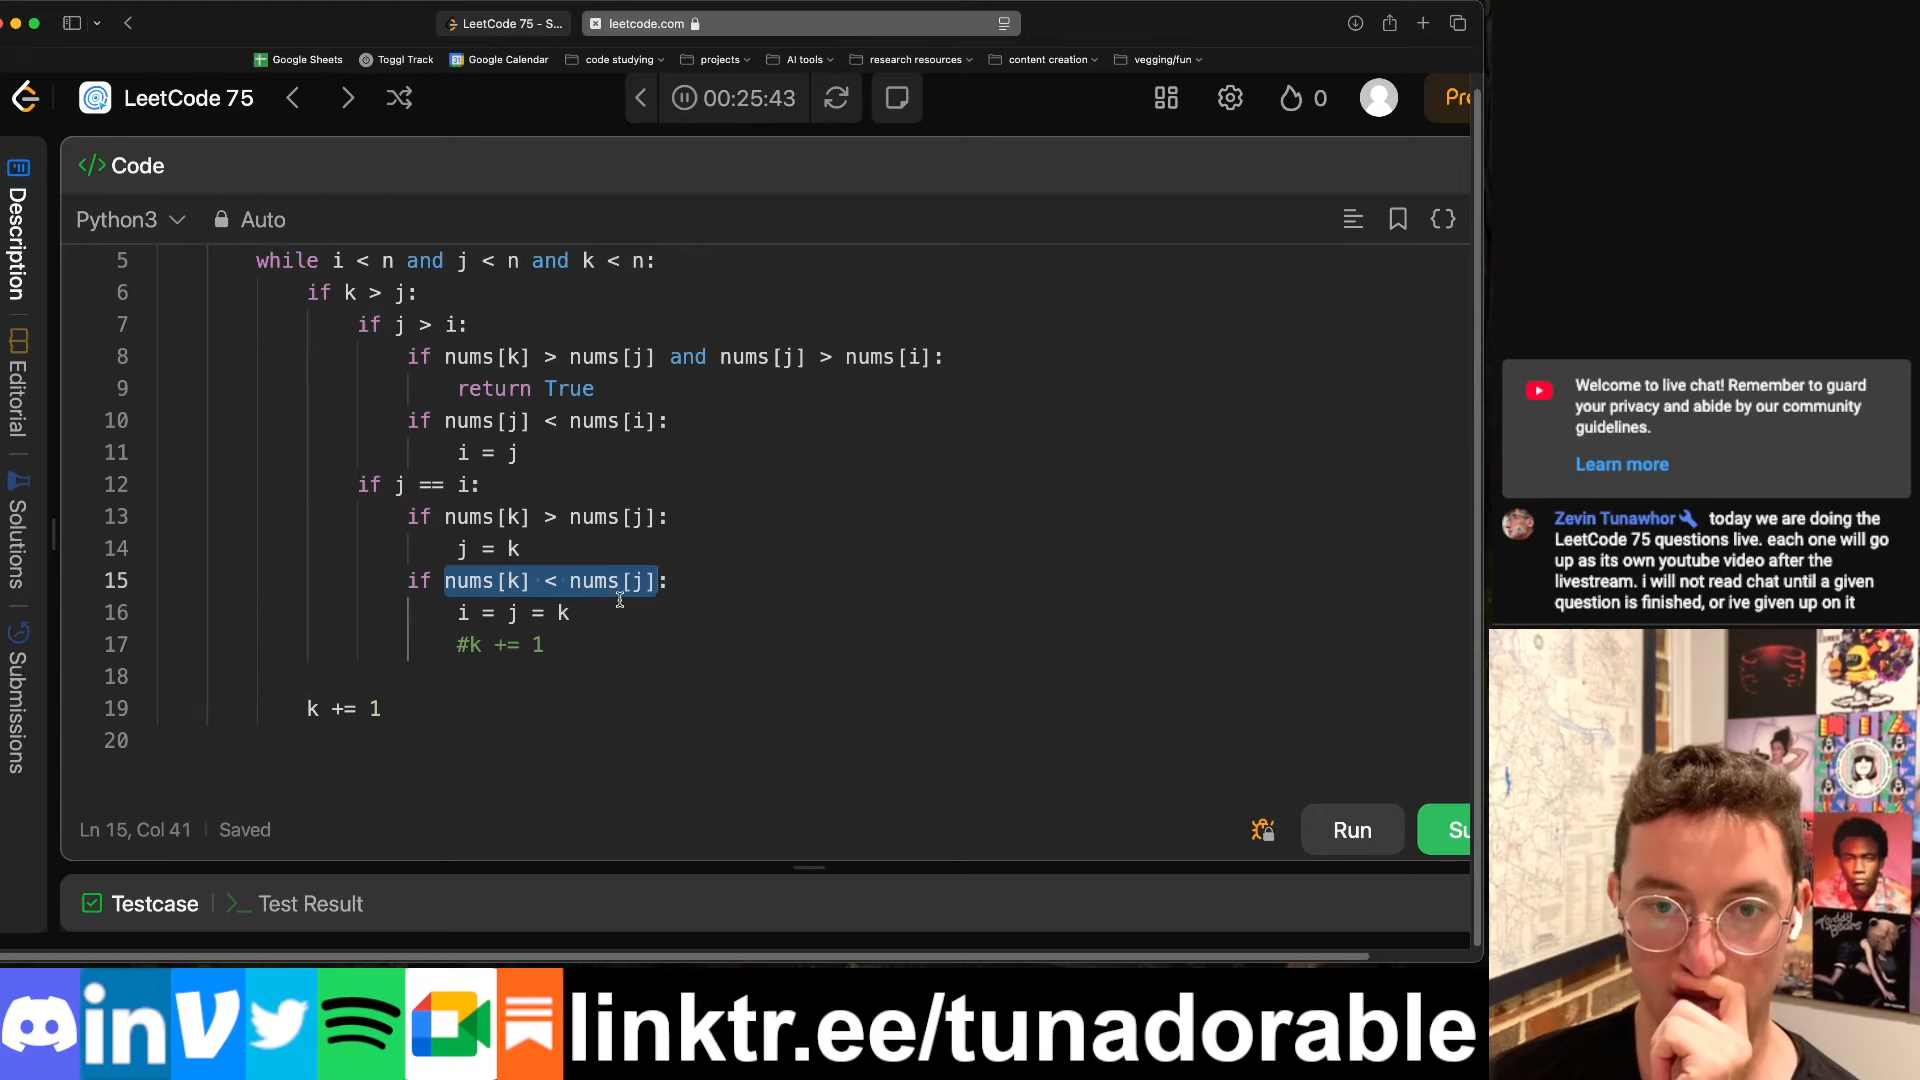 LeetCode 75 - S...
leetcode.com
Google Sheets
Toggl Track
Google Calendar
code studying
projects
AI tools
research resources
content creation
vegging/fun
LeetCode 75
00:25:43
0
Pre
Description
Editorial
Solutions
Submissions
</> Code
Python3
Auto
5 while i < n and j < n and k < n:
6 if k > j:
7 if j > i:
8 if nums[k] > nums[j] and nums[j] > nums[i]:
9 return True
10 if nums[j] < nums[i]:
11 i = j
12 if j == i:
13 if nums[k] > nums[j]:
14 j = k
15 if nums[k] < nums[j]:
16 i = j = k
17 #k += 1
18
19 k += 1
20
Ln 15, Col 41
Saved
Run
Su
Testcase
>_ Test Result
Welcome to live chat! Remember to guard
your privacy and abide by our community
guidelines.
Learn more
Zevin Tunawhor today we are doing the
LeetCode 75 questions live. each one will go
up as its own youtube video after the
livestream. i will not read chat until a given
question is finished, or ive given up on it
in
linktr.ee/tunadorable